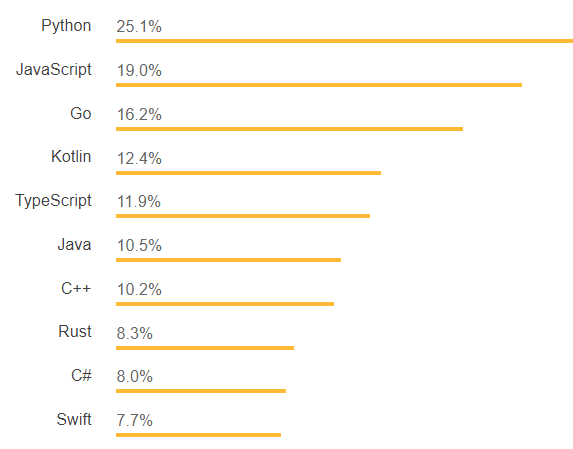 Python 25.1%
JavaScript 19.0%
Go 16.2%
Kotlin 12.4%
TypeScript 11.9%
Java 10.5%
C++ 10.2%
Rust 8.3%
C# 8.0%
Swift 7.7%